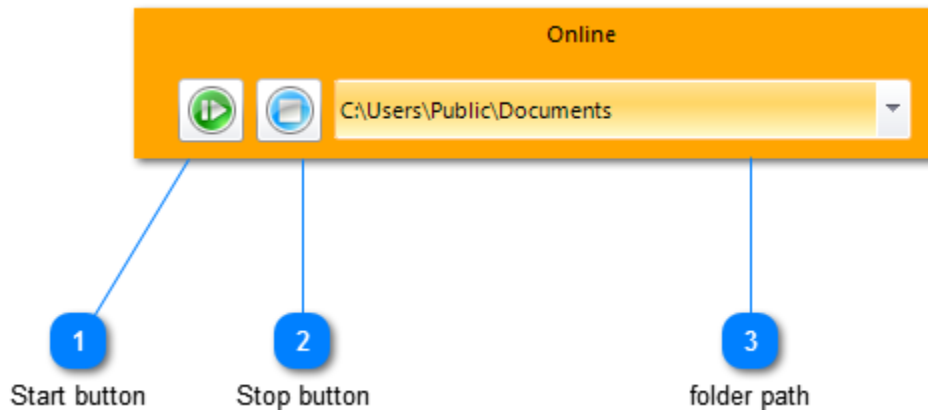 Online
C:\Users\Public\Documents
1
2
3
Start button
Stop button
folder path